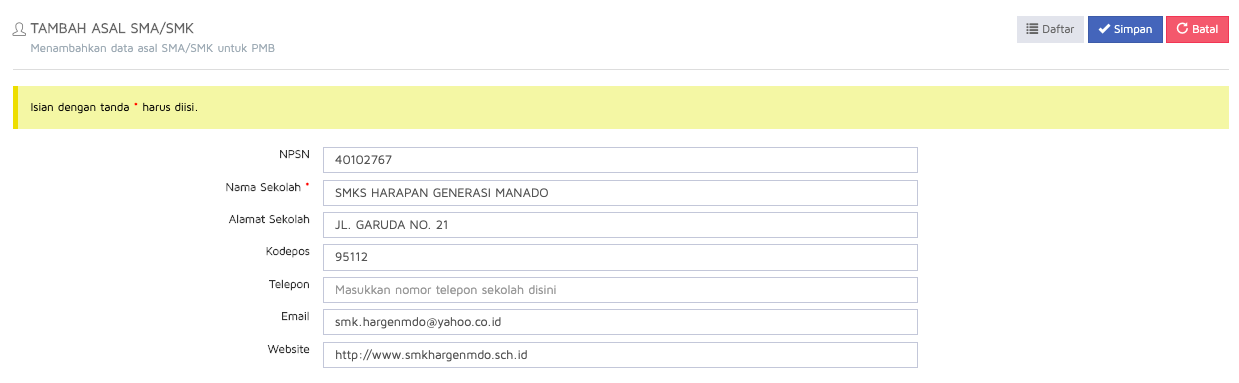 TAMBAH ASAL SMA/SMK
Menambahkan data asal SMA/SMK untuk PMB
Daftar Simpan Batal
Isian dengan tanda * harus diisi.
NPSN 40102767
Nama Sekolah * SMKS HARAPAN GENERASI MANADO
Alamat Sekolah JL. GARUDA NO. 21
Kodepos 95112
Telepon Masukkan nomor telepon sekolah disini
Email smk.hargenmdo@yahoo.co.id
Website http://www.smkhargenmdo.sch.id